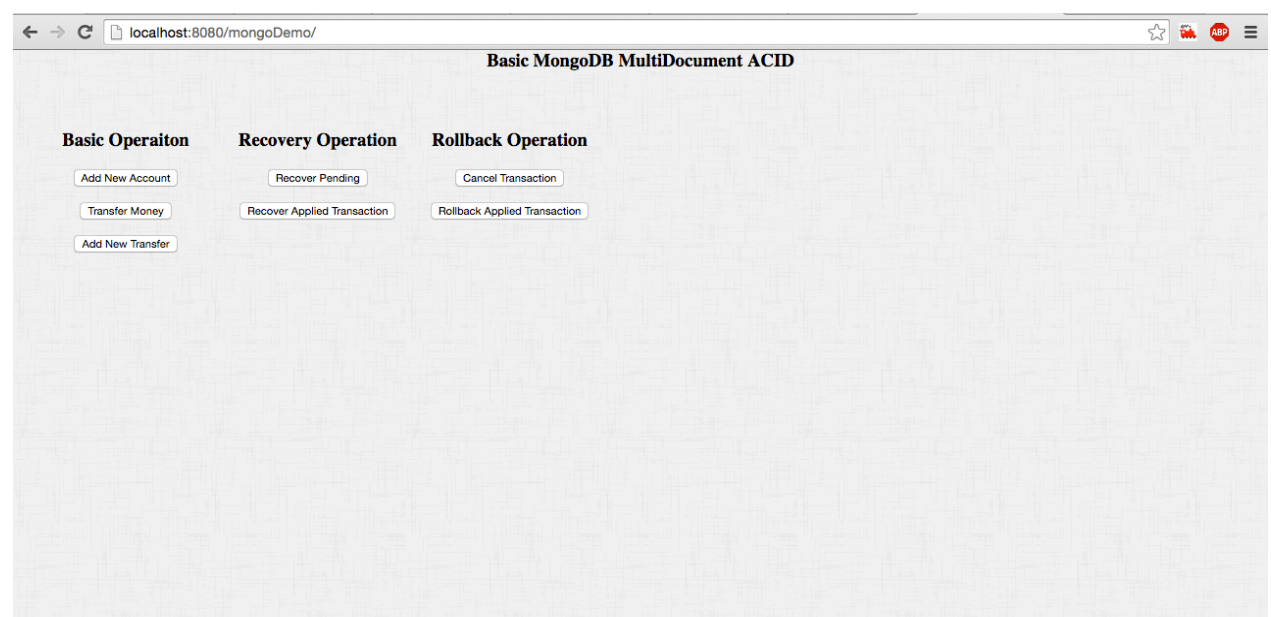 localhost:8080/mongoDemo/
ABP
Basic MongoDB MultiDocument ACID
Basic Operaiton
Recovery Operation
Rollback Operation
Add New Account
Recover Pending
Cancel Transaction
Transfer Money
Recover Applied Transaction
Rollback Applied Transaction
Add New Transfer